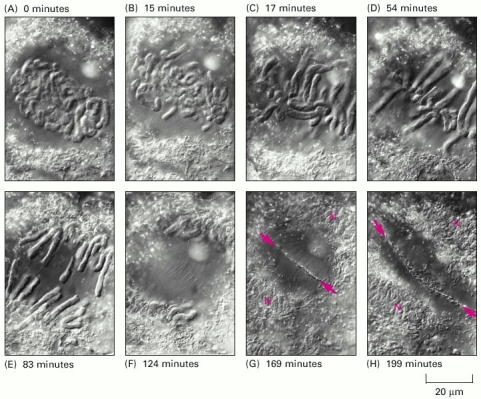 (A) 0 minutes
(B) 15 minutes
(C) 17 minutes
(D) 54 minutes
(E) 83 minutes
(F) 124 minutes
(G) 169 minutes
(H) 199 minutes
20 μm